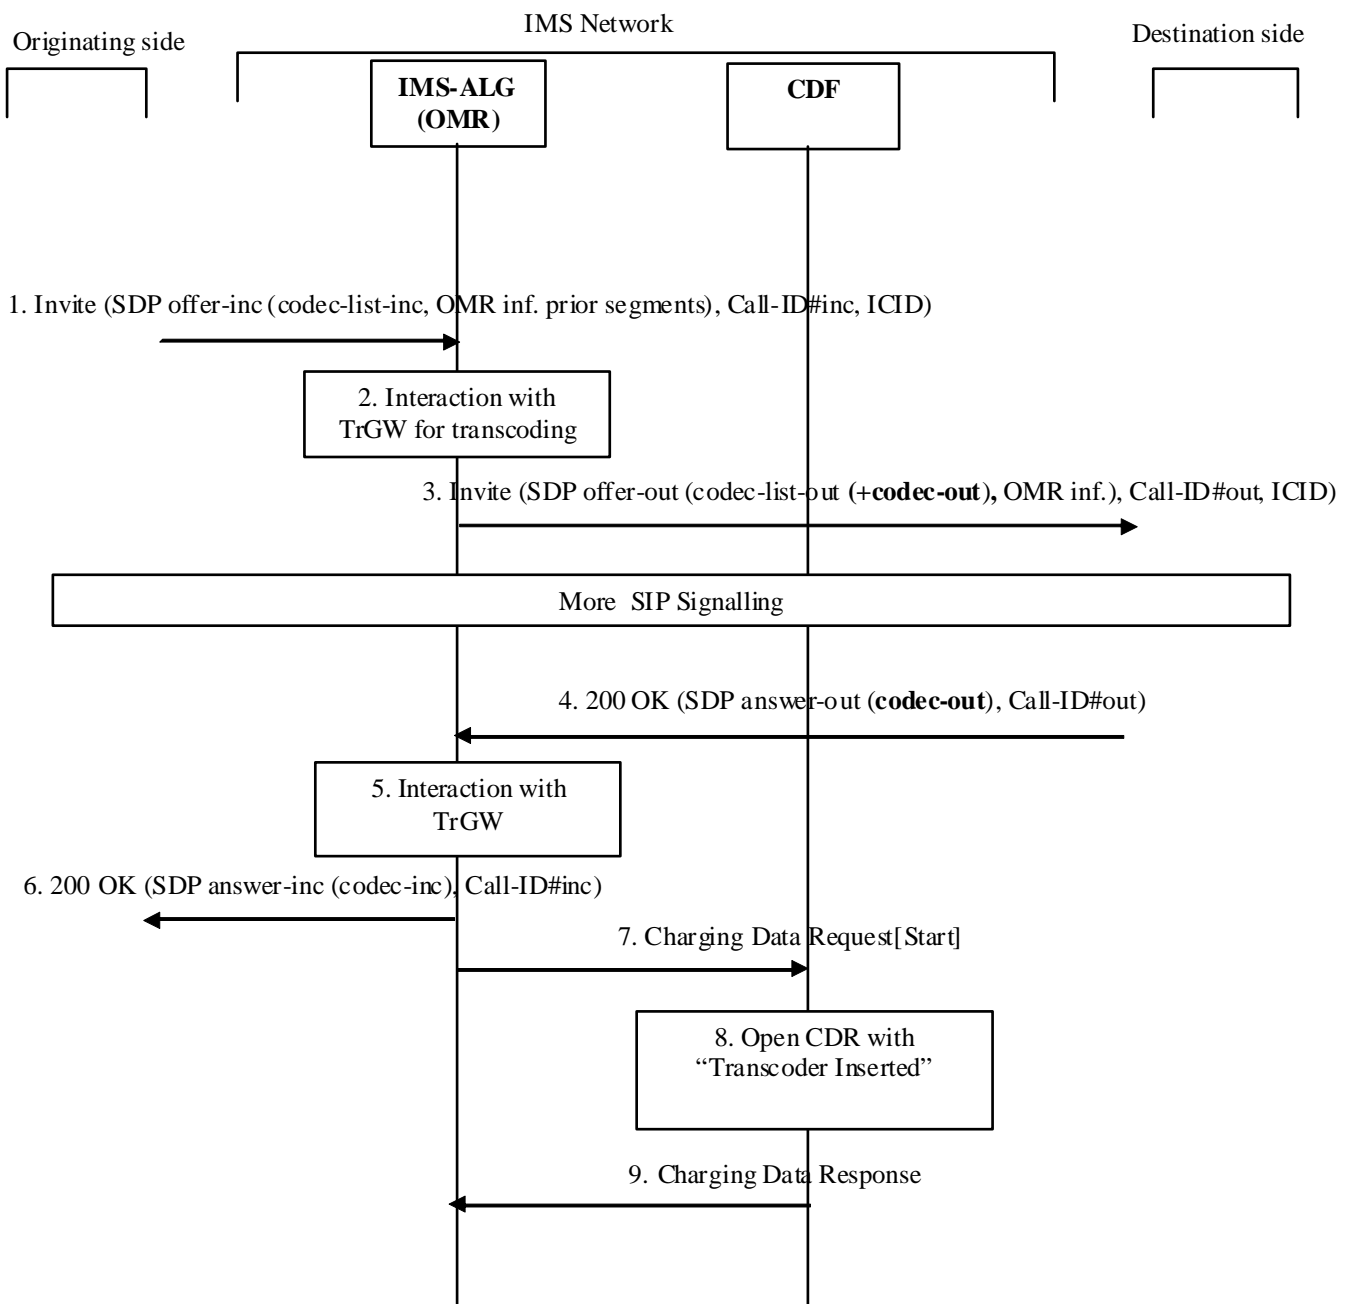 IMS Network
Originating side
Destination side
IMS-ALG
(OMR)
CDF
1. Invite (SDP offer-inc (codec-list-inc, OMR inf. prior segments), Call-ID#inc, ICID)
2. Interaction with
TrGW for transcoding
3. Invite (SDP offer-out (codec-list-out (+codec-out), OMR inf.), Call-ID#out, ICID)
More SIP Signalling
4. 200 OK (SDP answer-out (codec-out), Call-ID#out)
5. Interaction with
TrGW
6. 200 OK (SDP answer-inc (codec-inc), Call-ID#inc)
7. Charging Data Request[Start]
8. Open CDR with
“Transcoder Inserted”
9. Charging Data Response